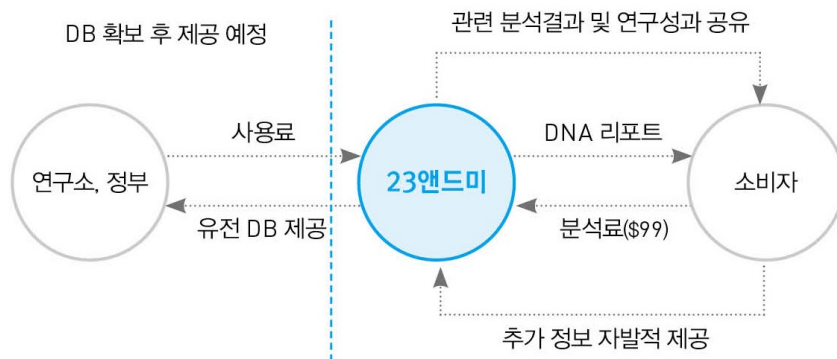 DB 확보 후 제공 예정
관련 분석결과 및 연구성과 공유
사용료
DNA 리포트
연구소, 정부
23앤드미
소비자
유전 DB 제공
분석료($99)
추가 정보 자발적 제공